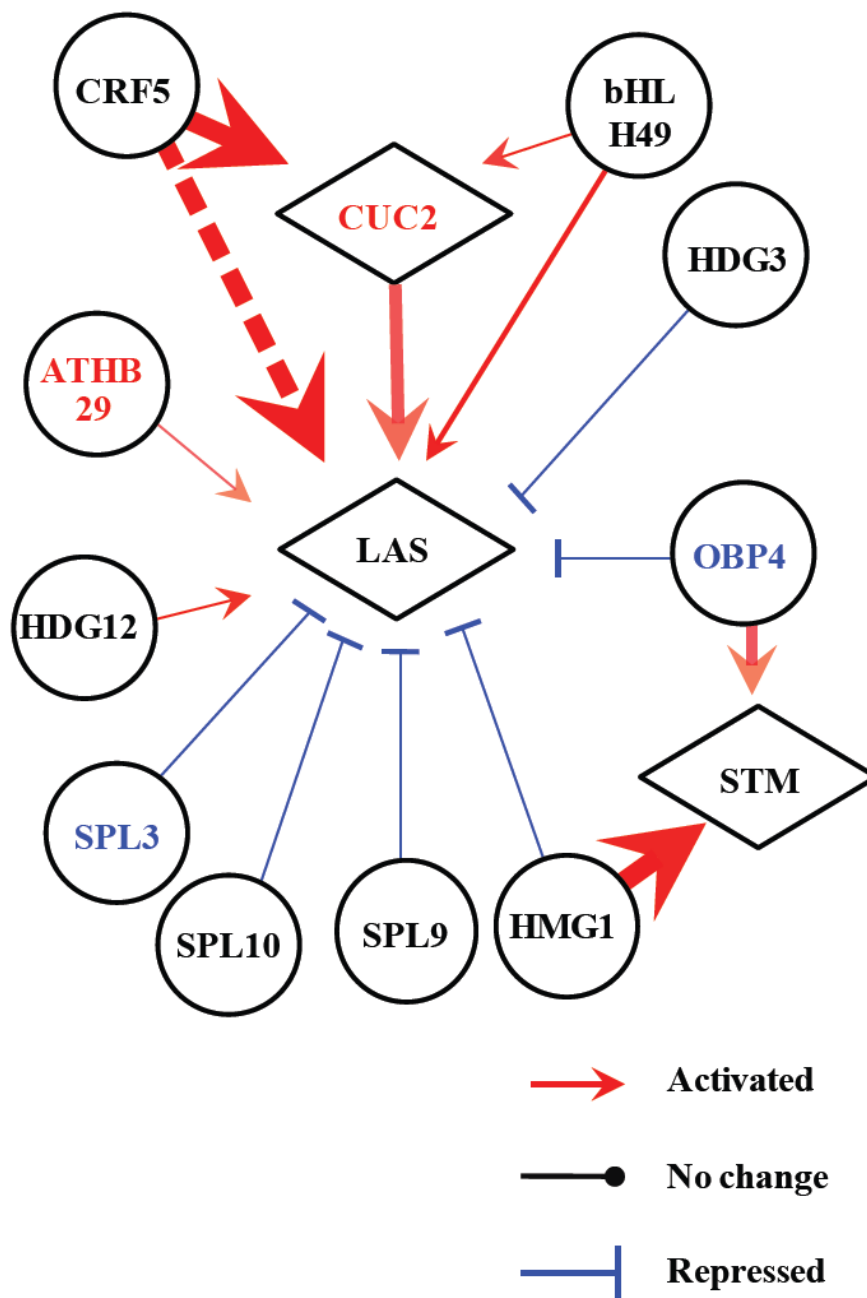 CRF5
bHL
H49
CUC2
HDG3
ATHB
29
LAS
OBP4
HDG12
STM
SPL3
SPL10
SPL9
HMG1
Activated
No change
Repressed